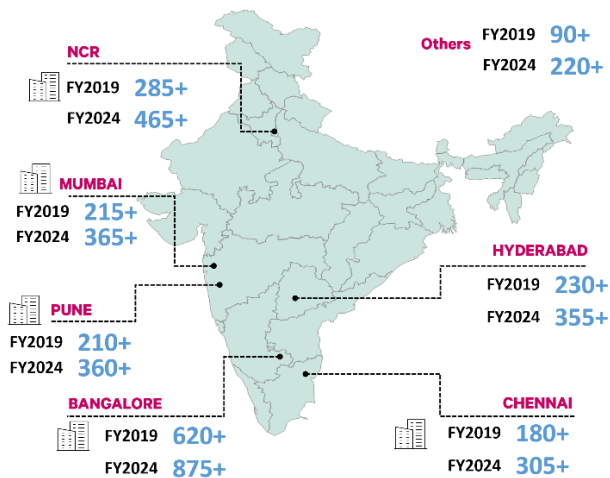 NCR
FY2019 285+
FY2024 465+
Others
FY2019 90+
FY2024 220+
MUMBAI
FY2019 215+
FY2024 365+
HYDERABAD
FY2019 230+
FY2024 355+
PUNE
FY2019 210+
FY2024 360+
BANGALORE
FY2019 620+
FY2024 875+
CHENNAI
FY2019 180+
FY2024 305+